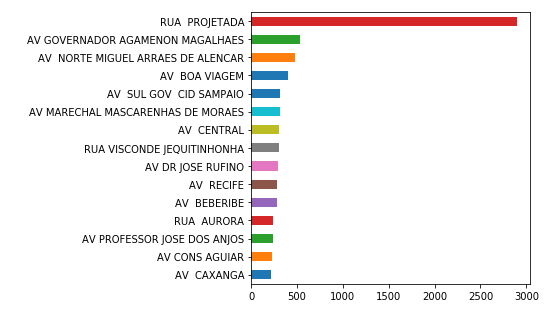 RUA  PROJETADA
AV GOVERNADOR AGAMENON MAGALHAES
AV  NORTE MIGUEL ARRAES DE ALENCAR
AV  BOA VIAGEM
AV  SUL GOV  CID SAMPAIO
AV MARECHAL MASCARENHAS DE MORAES
AV  CENTRAL
RUA VISCONDE JEQUITINHONHA
AV DR JOSE RUFINO
AV  RECIFE
AV  BEBERIBE
RUA  AURORA
AV PROFESSOR JOSE DOS ANJOS
AV CONS AGUIAR
AV  CAXANGA
0 500 1000 1500 2000 2500 3000